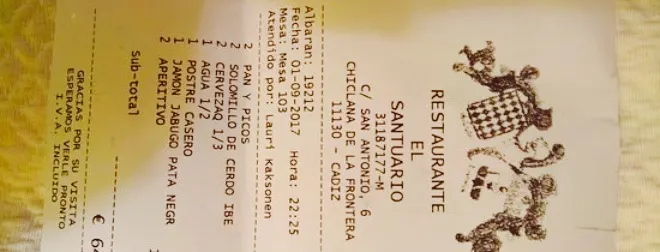 RESTAURANTE
EL
SANTUARIO
31187177-M
C/ SAN ANTONIO, 6
CHICLANA DE LA FRONTERA
11130 - CADIZ
Albaran: 19212
Fecha: 01-09-2017 Hora: 22:25
Mesa: Mesa 103
Atendido por: Lauri Kaksonen
2 PAN Y PICOS
2 SOLOMILLO DE CERDO IBE
2 CERVEZAQ 1/3
1 AGUA 1/2
1 POSTRE CASERO
1 JAMON JABUGO PATA NEGR
2 APERITIVO
sub-total
€ 64
GRACIAS POR SU VISITA
ESPERAMOS VERLE PRONTO
I.V.A. INCLUIDO